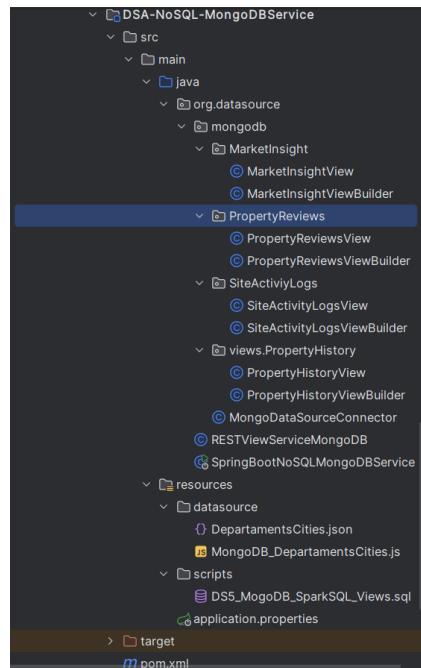 DSA-NoSQL-MongoDBService
src
main
java
org.datasource
mongodb
MarketInsight
MarketInsightView
MarketInsightViewBuilder
PropertyReviews
PropertyReviewsView
PropertyReviewsViewBuilder
SiteActiviyLogs
SiteActivityLogsView
SiteActivityLogsViewBuilder
views.PropertyHistory
PropertyHistoryView
PropertyHistoryViewBuilder
MongoDataSourceConnector
RESTViewServiceMongoDB
SpringBootNoSQLMongoDBService
resources
datasource
DepartamentsCities.json
JS MongoDB_DepartamentsCities.js
scripts
DS5_MogoDB_SparkSQL_Views.sql
application.properties
target
m pom.xml